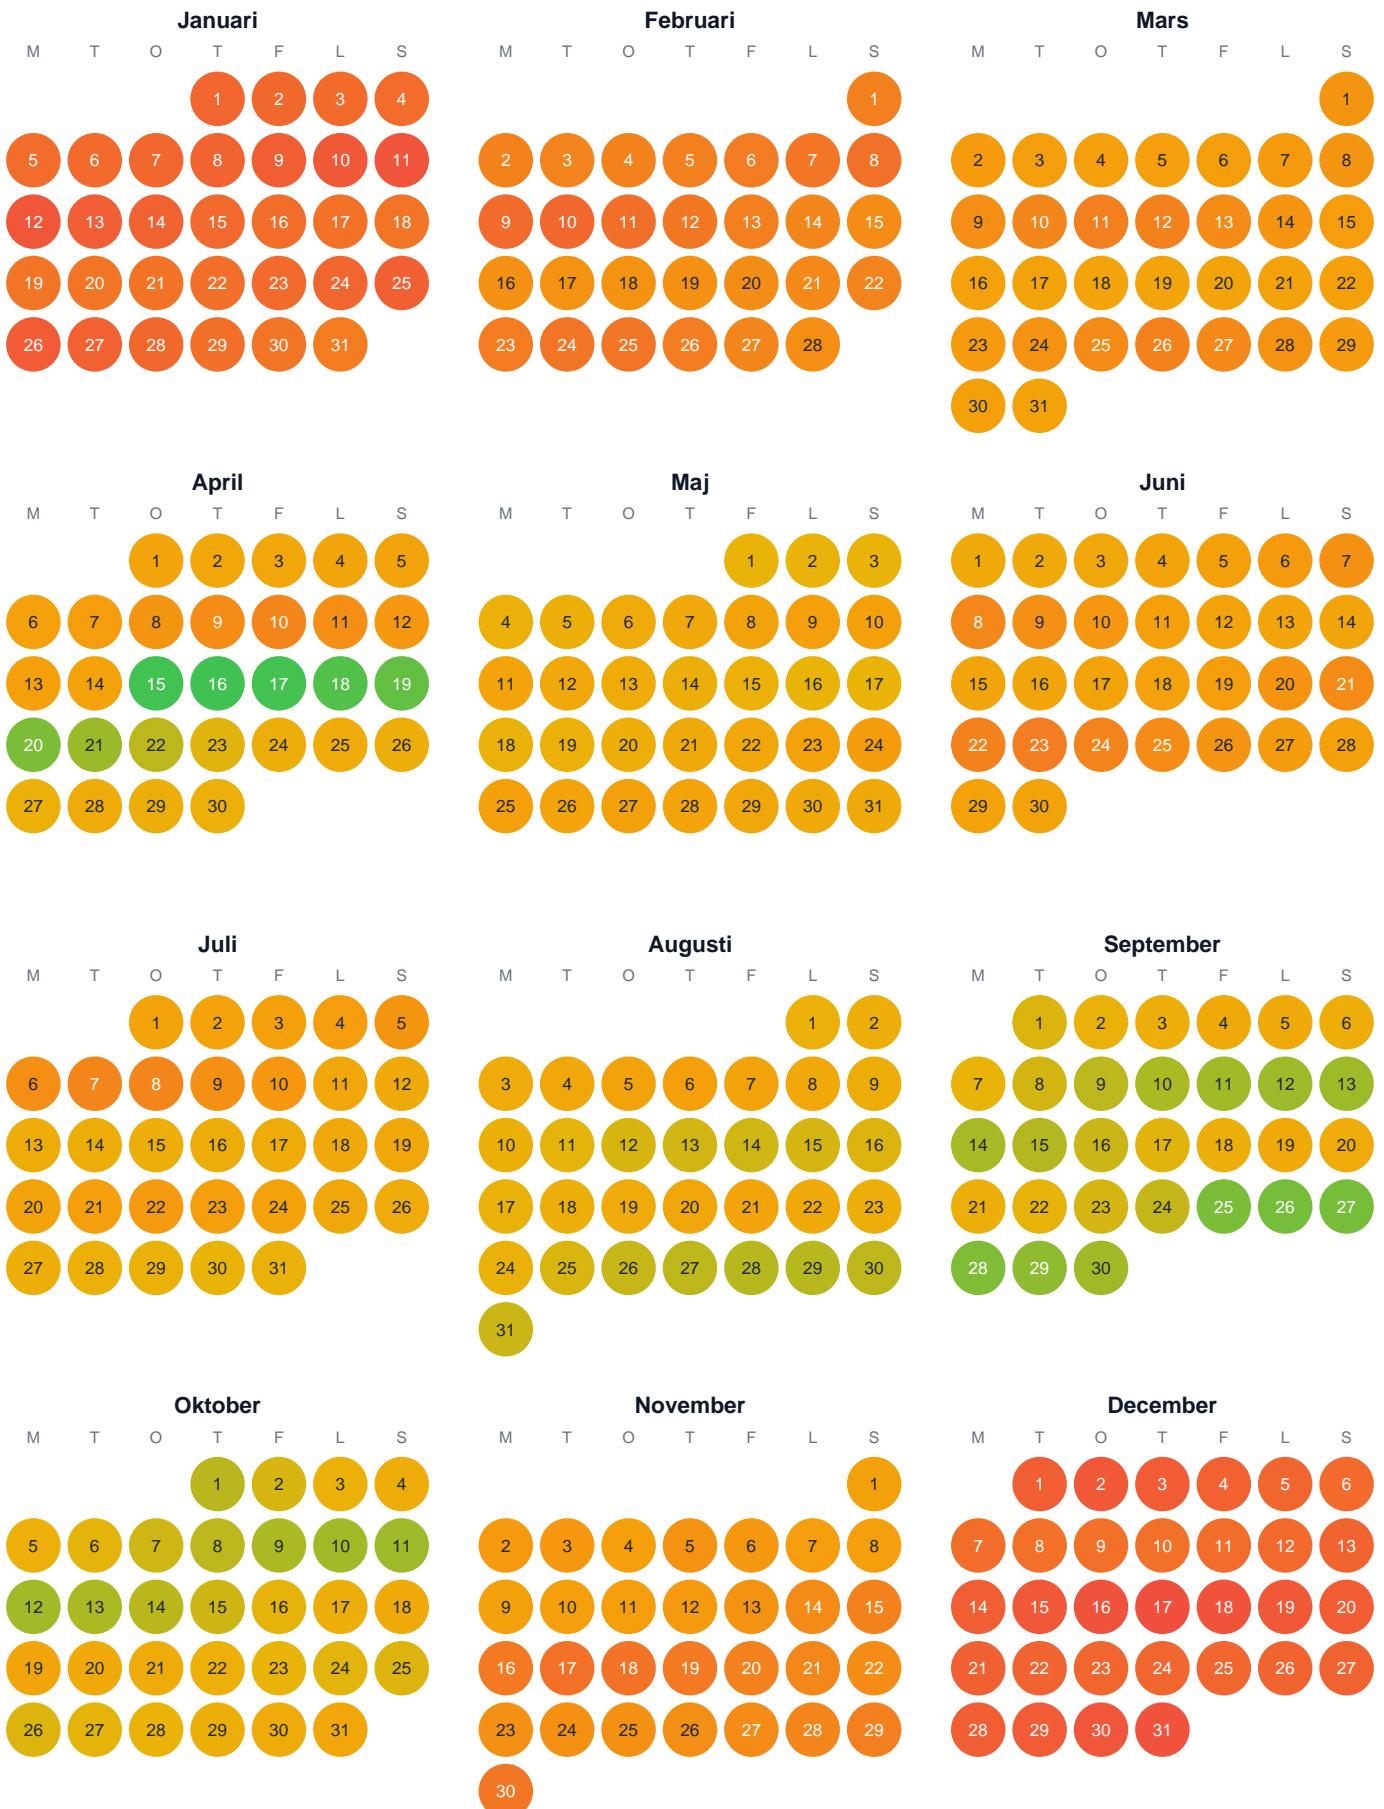 Januari Februari Mars
M T O T F L S M T O T F L S M T O T F L S
1 2 3 4 1 1
5 6 7 8 9 10 11 2 3 4 5 6 7 8 2 3 4 5 6 7 8
12 13 14 15 16 17 18 9 10 11 12 13 14 15 9 10 11 12 13 14 15
19 20 21 22 23 24 25 16 17 18 19 20 21 22 16 17 18 19 20 21 22
26 27 28 29 30 31 23 24 25 26 27 28 23 24 25 26 27 28 29
30 31
April Maj Juni
M T O T F L S M T O T F L S M T O T F L S
1 2 3 4 5 1 2 3 1 2 3 4 5 6 7
6 7 8 9 10 11 12 4 5 6 7 8 9 10 8 9 10 11 12 13 14
13 14 15 16 17 18 19 11 12 13 14 15 16 17 15 16 17 18 19 20 21
20 21 22 23 24 25 26 18 19 20 21 22 23 24 22 23 24 25 26 27 28
27 28 29 30 25 26 27 28 29 30 31 29 30
Juli Augusti September
M T O T F L S M T O T F L S M T O T F L S
1 2 3 4 5 1 2 1 2 3 4 5 6
6 7 8 9 10 11 12 3 4 5 6 7 8 9 7 8 9 10 11 12 13
13 14 15 16 17 18 19 10 11 12 13 14 15 16 14 15 16 17 18 19 20
20 21 22 23 24 25 26 17 18 19 20 21 22 23 21 22 23 24 25 26 27
27 28 29 30 31 24 25 26 27 28 29 30 28 29 30
31
Oktober November December
M T O T F L S M T O T F L S M T O T F L S
1 2 3 4 1 1 2 3 4 5 6
5 6 7 8 9 10 11 2 3 4 5 6 7 8 7 8 9 10 11 12 13
12 13 14 15 16 17 18 9 10 11 12 13 14 15 14 15 16 17 18 19 20
19 20 21 22 23 24 25 16 17 18 19 20 21 22 21 22 23 24 25 26 27
26 27 28 29 30 31 23 24 25 26 27 28 29 28 29 30 31
30